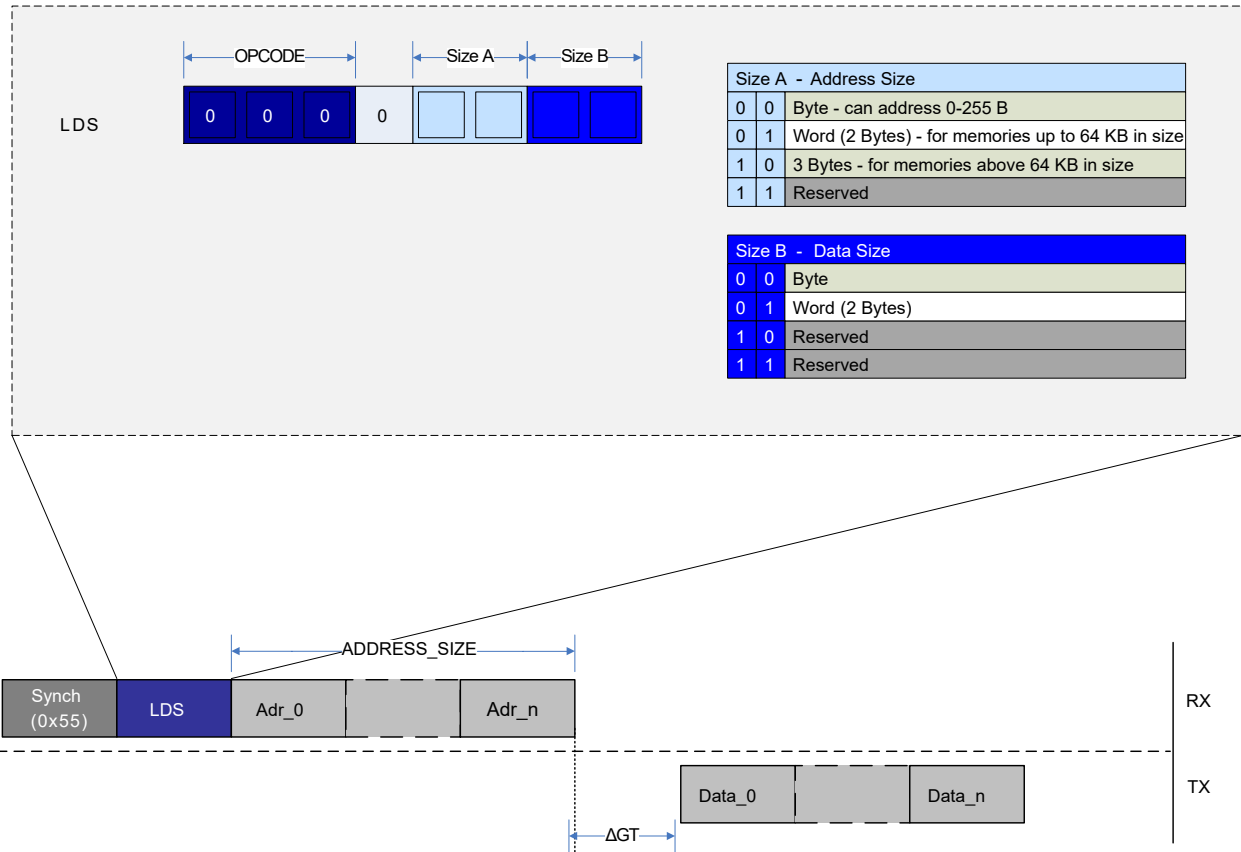 OPCODE Size A Size B
LDS 0 0 0 0
Size A - Address Size
0 0 Byte - can address 0-255 B
0 1 Word (2 Bytes) - for memories up to 64 KB in size
1 0 3 Bytes - for memories above 64 KB in size
1 1 Reserved
Size B - Data Size
0 0 Byte
0 1 Word (2 Bytes)
1 0 Reserved
1 1 Reserved
ADDRESS_SIZE
Synch
(0x55)
LDS Adr_0 Adr_n RX
Data_0 Data_n TX
ΔGT